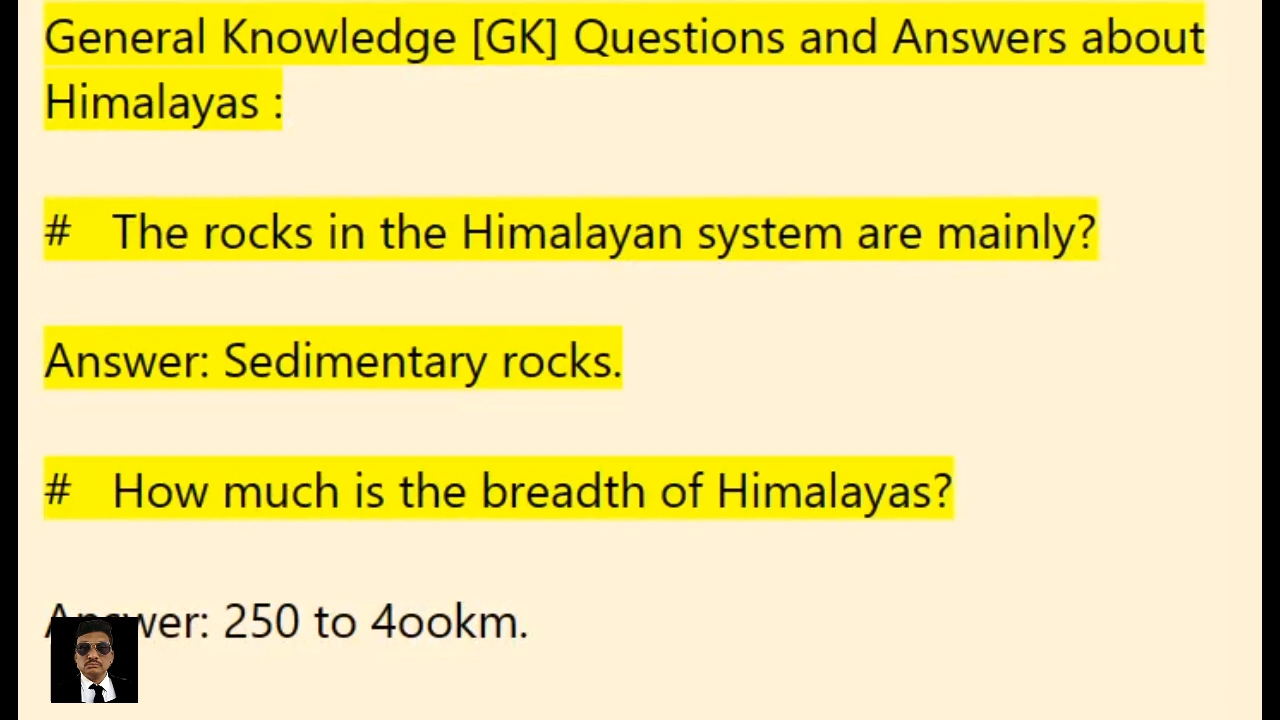 General Knowledge [GK] Questions and Answers about
Himalayas :
# The rocks in the Himalayan system are mainly?
Answer: Sedimentary rocks.
# How much is the breadth of Himalayas?
Answer: 250 to 4ookm.